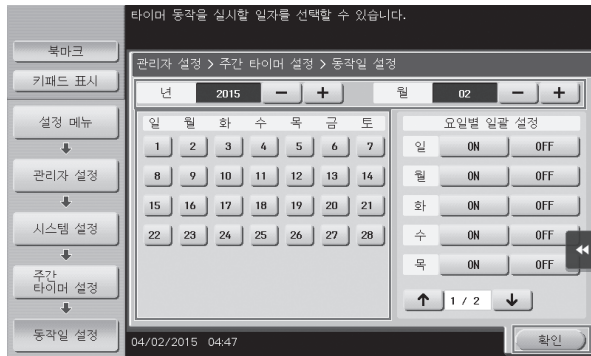 타이머 동작을 실시할 일자를 선택할 수 있습니다.
북마크
키패드 표시
설정 메뉴
관리자 설정
시스템 설정
주간
타이머 설정
동작일 설정
관리자 설정 > 주간 타이머 설정 > 동작일 설정
년 2015 - + 월 02 - +
일 월 화 수 목 금 토
1 2 3 4 5 6 7
8 9 10 11 12 13 14
15 16 17 18 19 20 21
22 23 24 25 26 27 28
요일별 일괄 설정
일 ON OFF
월 ON OFF
화 ON OFF
수 ON OFF
목 ON OFF
↑ 1 / 2 ↓
04/02/2015 04:47
확인